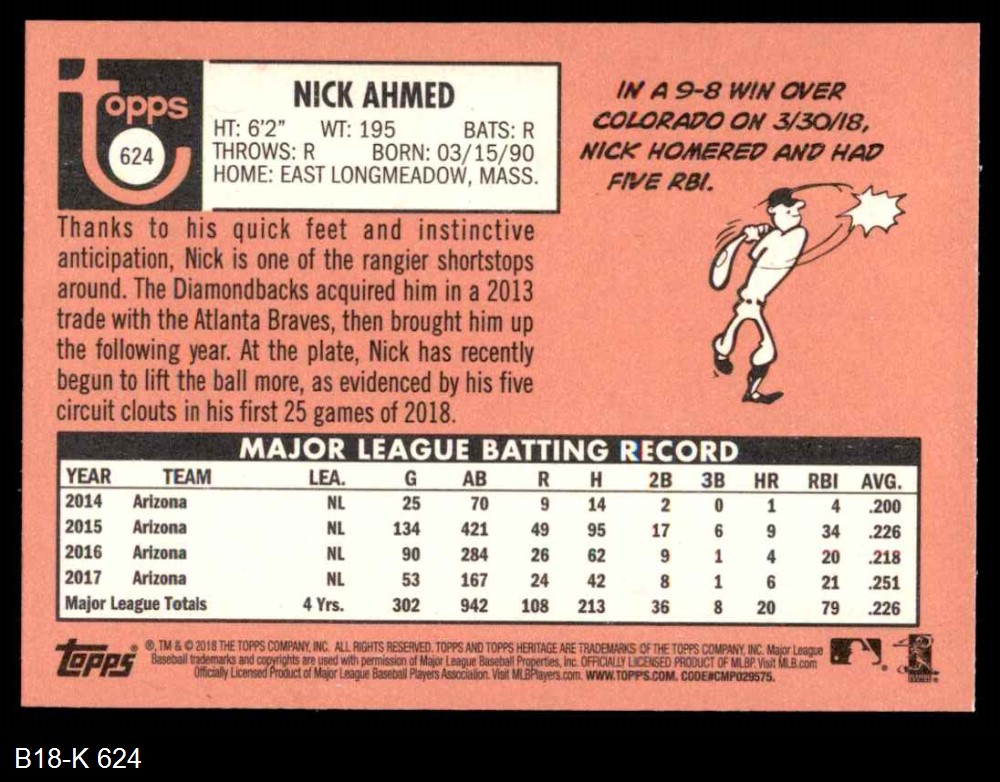 Topps
624
NICK AHMED
HT: 6'2" WT: 195 BATS: R
THROWS: R BORN: 03/15/90
HOME: EAST LONGMEADOW, MASS.
IN A 9-8 WIN OVER
COLORADO ON 3/30/18,
NICK HOMERED AND HAD
FIVE RBI.
Thanks to his quick feet and instinctive
anticipation, Nick is one of the rangier shortstops
around. The Diamondbacks acquired him in a 2013
trade with the Atlanta Braves, then brought him up
the following year. At the plate, Nick has recently
begun to lift the ball more, as evidenced by his five
circuit clouts in his first 25 games of 2018.
MAJOR LEAGUE BATTING RECORD
YEAR TEAM LEA. G AB R H 2B 3B HR RBI AVG.
2014 Arizona NL 25 70 9 14 2 0 1 4 .200
2015 Arizona NL 134 421 49 95 17 6 9 34 .226
2016 Arizona NL 90 284 26 62 9 1 4 20 .218
2017 Arizona NL 53 167 24 42 8 1 6 21 .251
Major League Totals 4 Yrs. 302 942 108 213 36 8 20 79 .226
Topps
®, TM & © 2018 THE TOPPS COMPANY, INC. ALL RIGHTS RESERVED. TOPPS AND TOPPS HERITAGE ARE TRADEMARKS OF THE TOPPS COMPANY, INC. Major League
Baseball trademarks and copyrights are used with permission of Major League Baseball Properties, Inc. OFFICIALLY LICENSED PRODUCT OF MLBP. Visit MLB.com
Officially Licensed Product of Major League Baseball Players Association. Visit MLBPlayers.com. WWW.TOPPS.COM. CODE#CMP029575.
B18-K 624